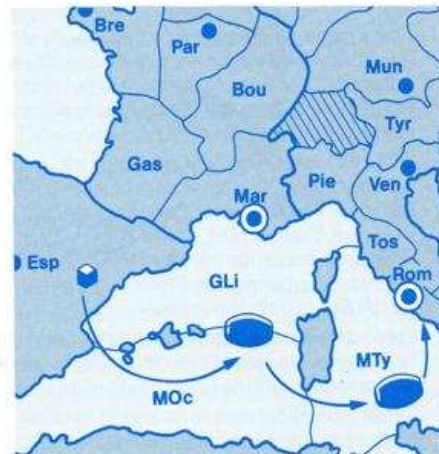 Bre
Par
Mun
Bou
Tyr
Gas
Mar
Pie
Ven
Tos
Esp
Rom
GLi
MTy
MOc